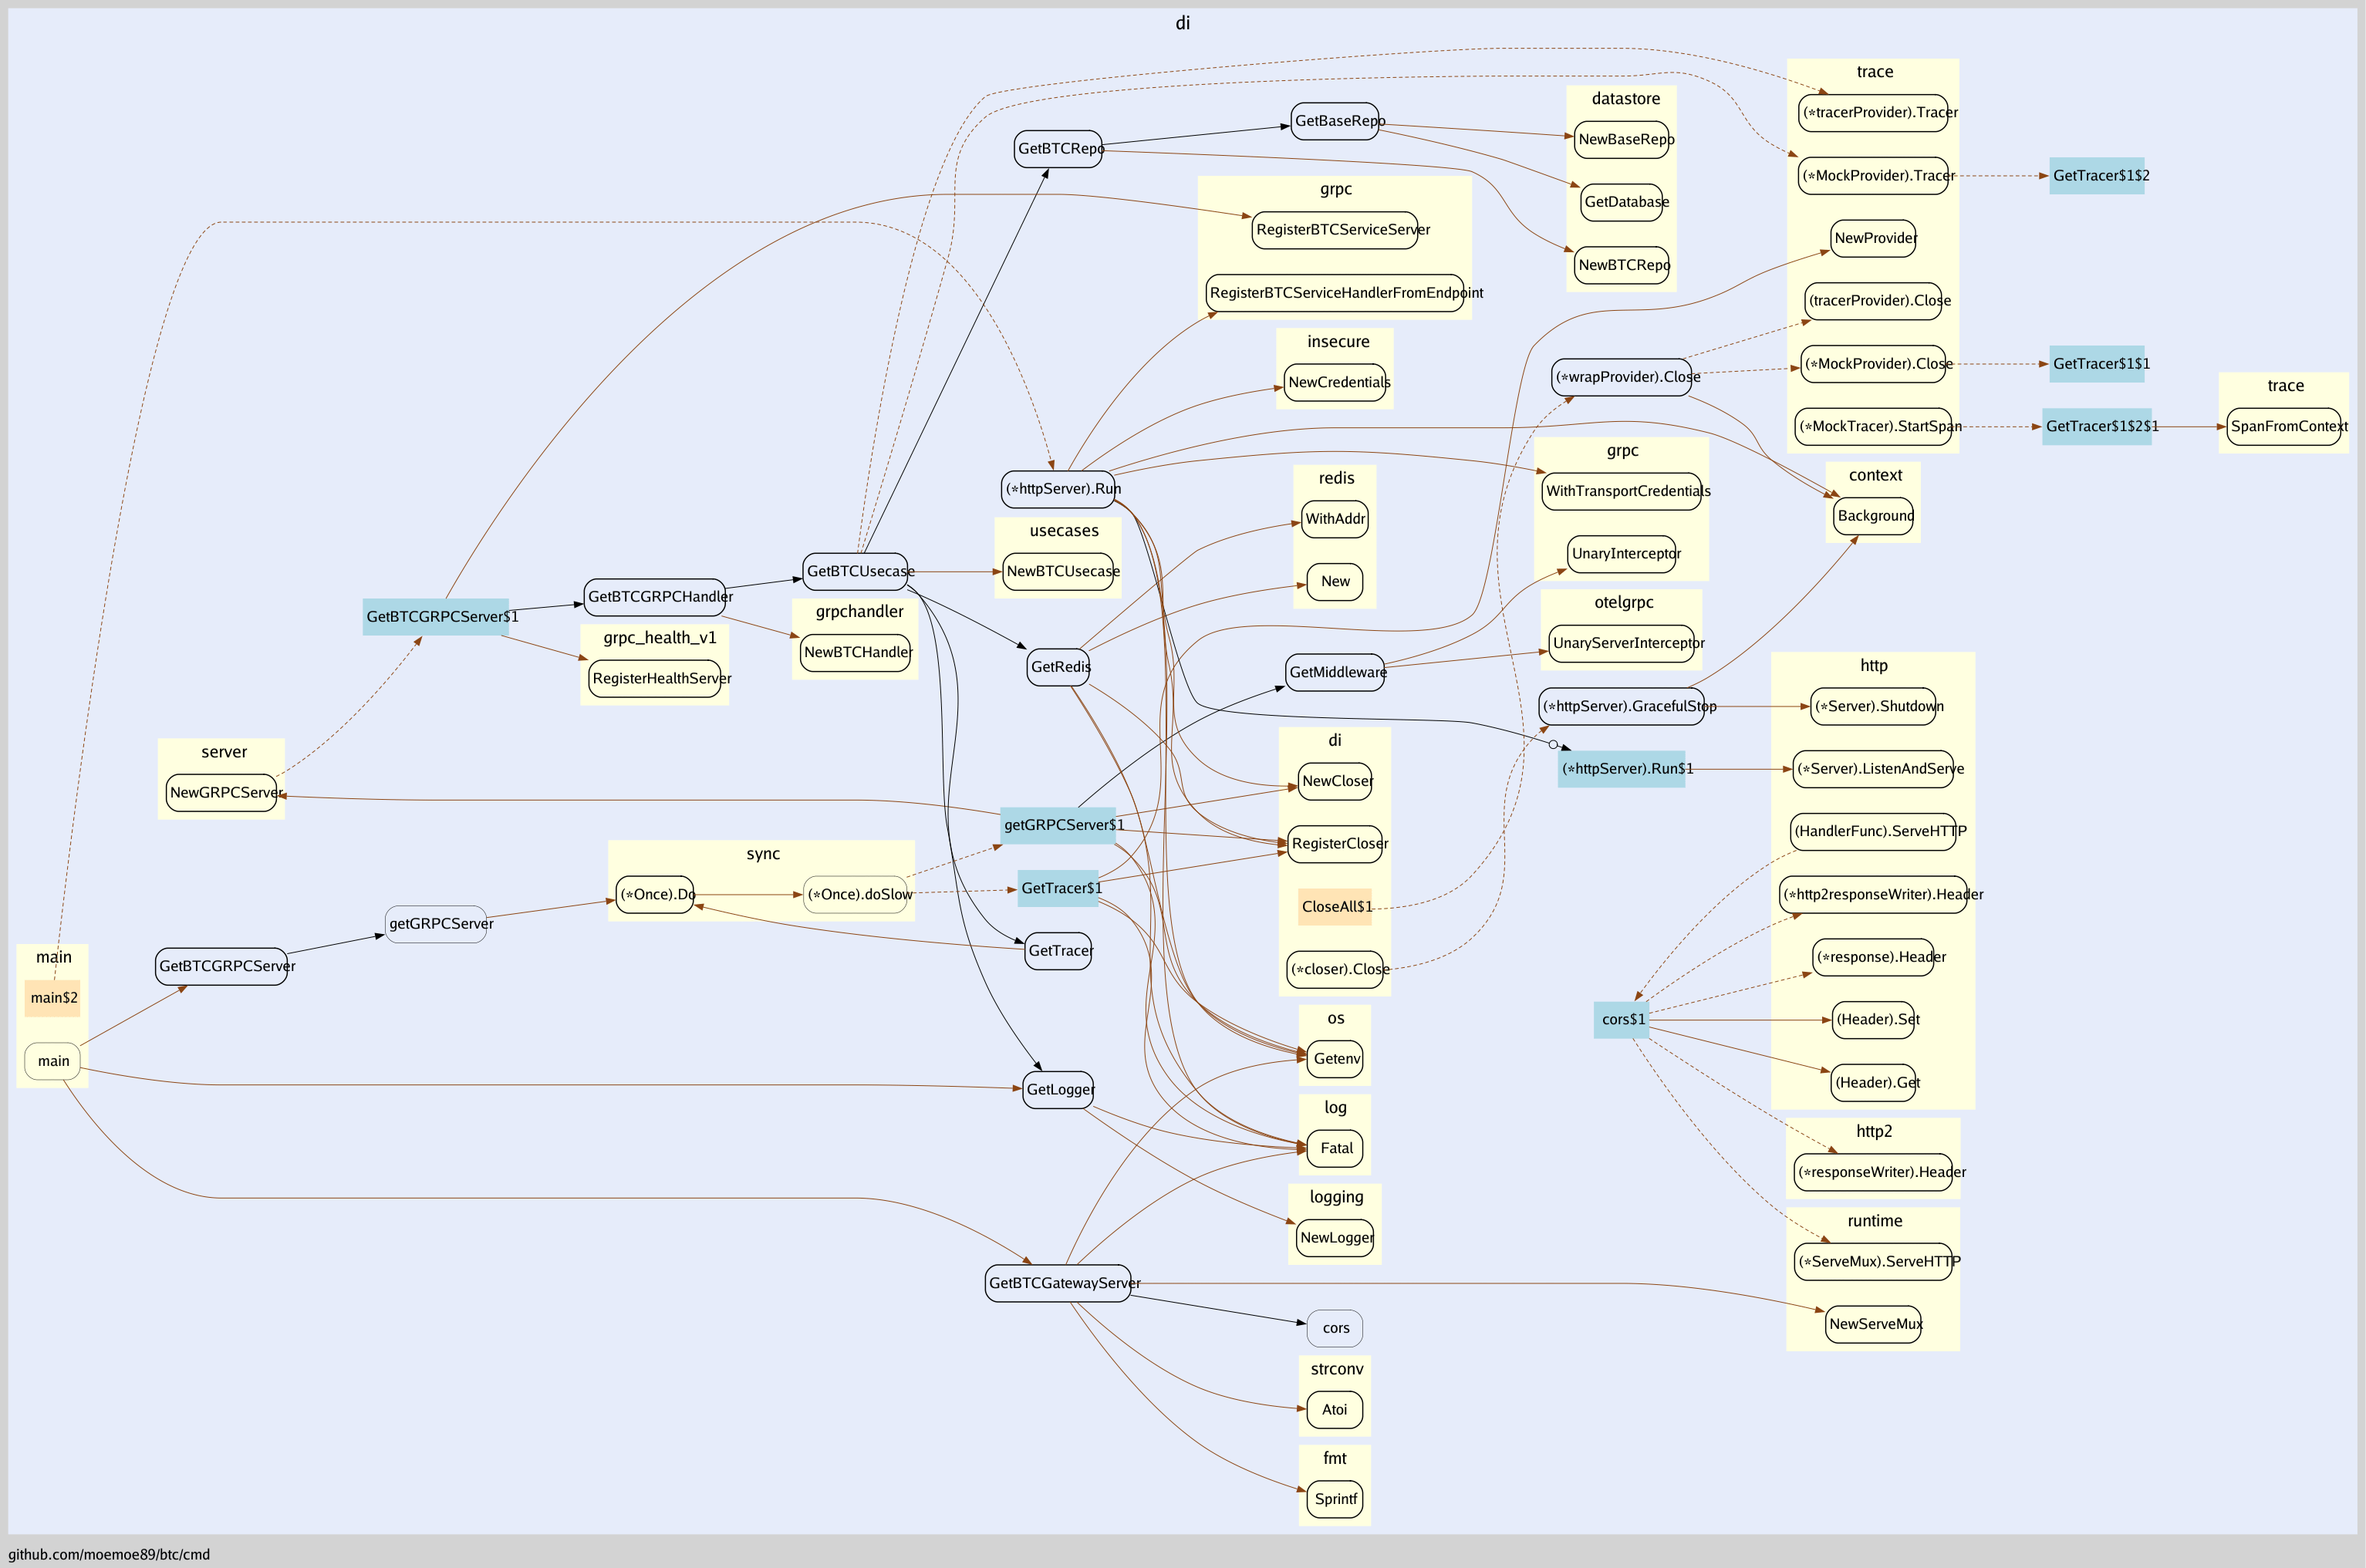 di
trace
(*tracerProvider).Tracer
(*MockProvider).Tracer
NewProvider
(tracerProvider).Close
(*MockProvider).Close
(*MockTracer).StartSpan
GetTracer$1$2
GetTracer$1$1
GetTracer$1$2$1
trace
SpanFromContext
datastore
NewBaseRepo
GetDatabase
NewBTCRepo
GetBaseRepo
GetBTCRepo
grpc
RegisterBTCServiceServer
RegisterBTCServiceHandlerFromEndpoint
insecure
NewCredentials
(*wrapProvider).Close
grpc
WithTransportCredentials
UnaryInterceptor
context
Background
redis
WithAddr
New
(*httpServer).Run
usecases
NewBTCUsecase
GetBTCUsecase
GetBTCGRPCHandler
GetBTCGRPCServer$1
grpchandler
NewBTCHandler
grpc_health_v1
RegisterHealthServer
otelgrpc
UnaryServerInterceptor
GetRedis
GetMiddleware
(*httpServer).GracefulStop
(*httpServer).Run$1
http
(*Server).Shutdown
(*Server).ListenAndServe
(HandlerFunc).ServeHTTP
(*http2responseWriter).Header
(*response).Header
(Header).Set
(Header).Get
server
NewGRPCServer
di
NewCloser
RegisterCloser
CloseAll$1
(*closer).Close
getGRPCServer$1
sync
(*Once).Do
(*Once).doSlow
GetTracer$1
getGRPCServer
GetTracer
main
main$2
main
GetBTCGRPCServer
cors$1
os
Getenv
GetLogger
log
Fatal
http2
(*responseWriter).Header
logging
NewLogger
runtime
(*ServeMux).ServeHTTP
NewServeMux
GetBTCGatewayServer
cors
strconv
Atoi
fmt
Sprintf
github.com/moemoe89/btc/cmd